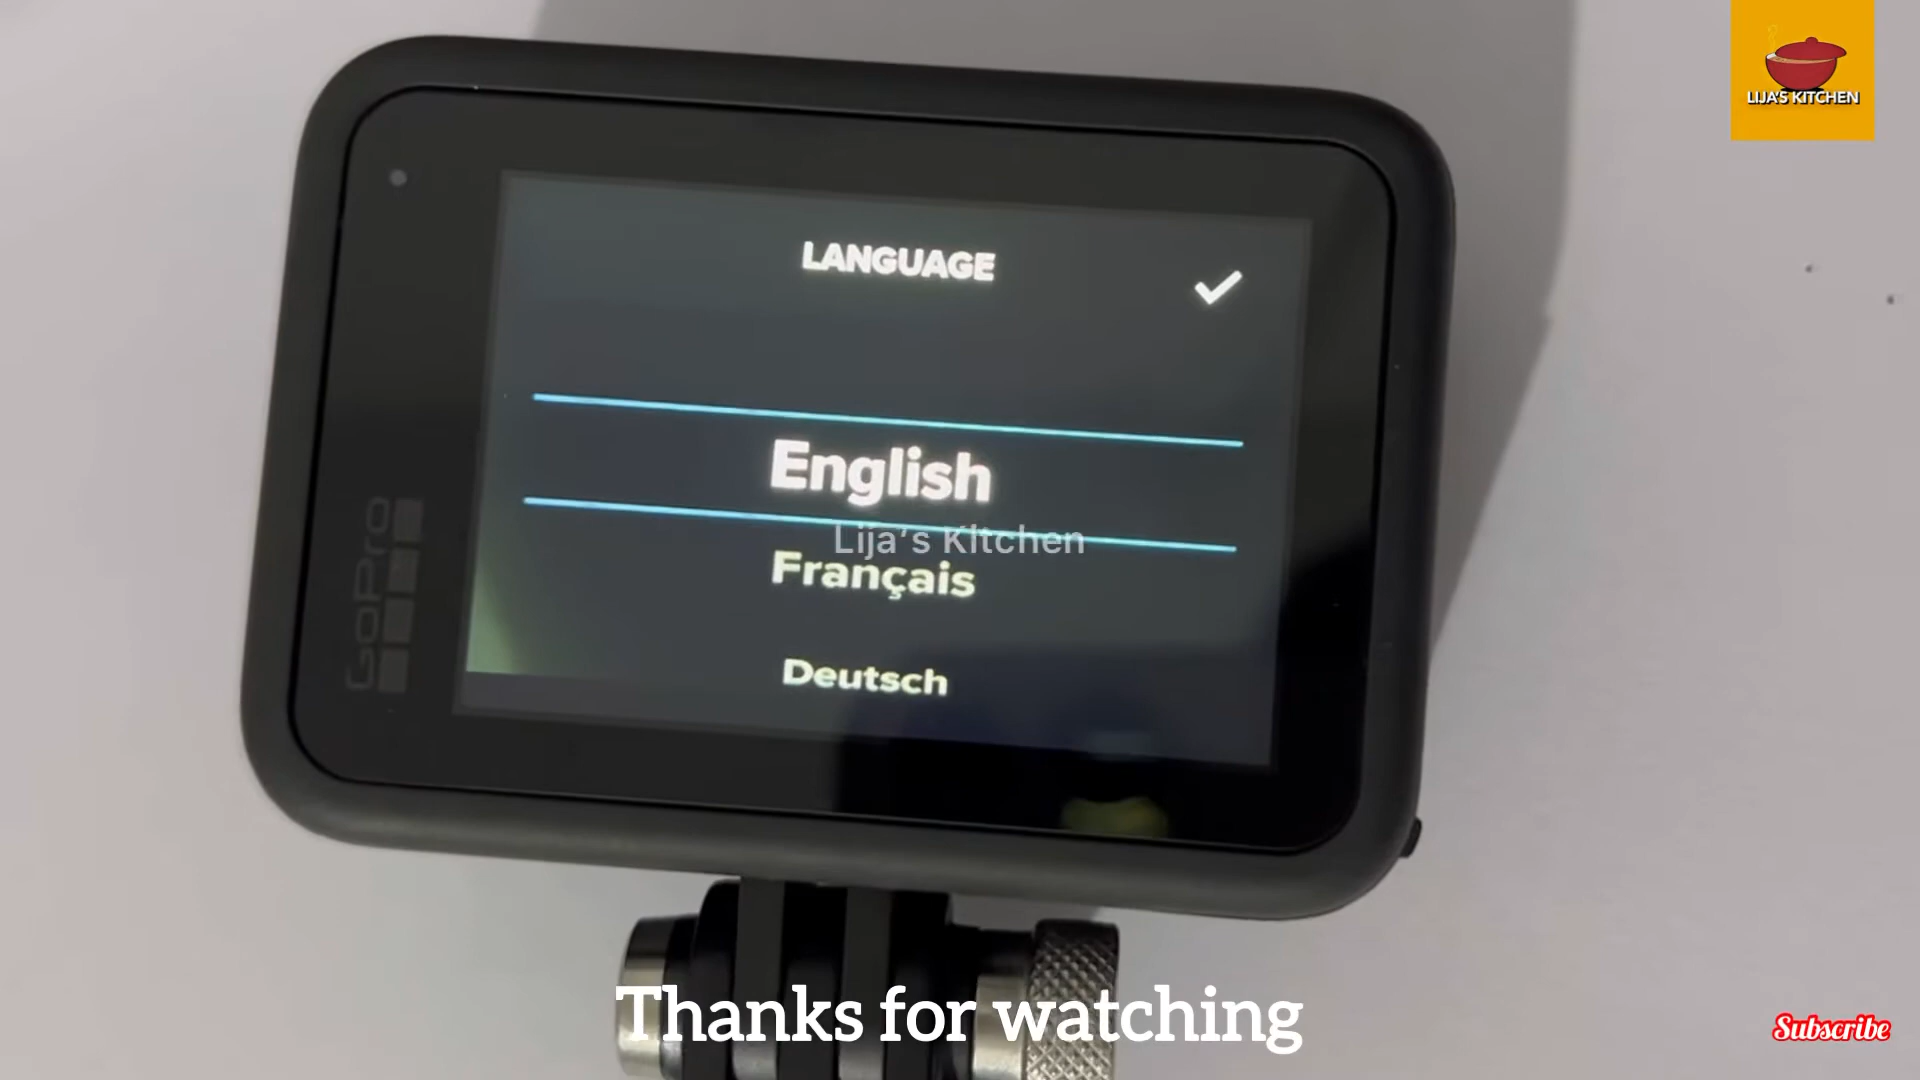 LIJA'S KITCHEN
LANGUAGE
English
Lija's Kitchen
Français
Deutsch
GoPro
Thanks for watching
Subscribe